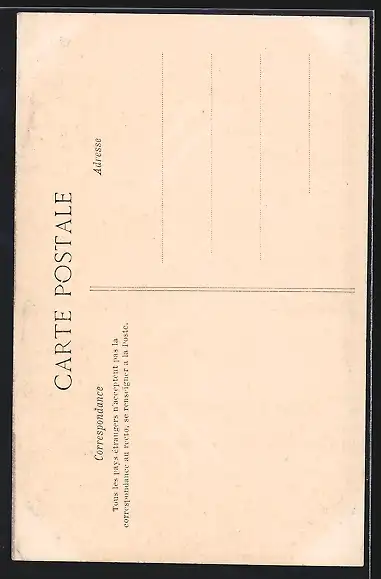 CARTE POSTALE
Correspondance
Tous les pays étrangers n'acceptent pas la
correspondance au recto, se renseigner à la Poste.
Adresse